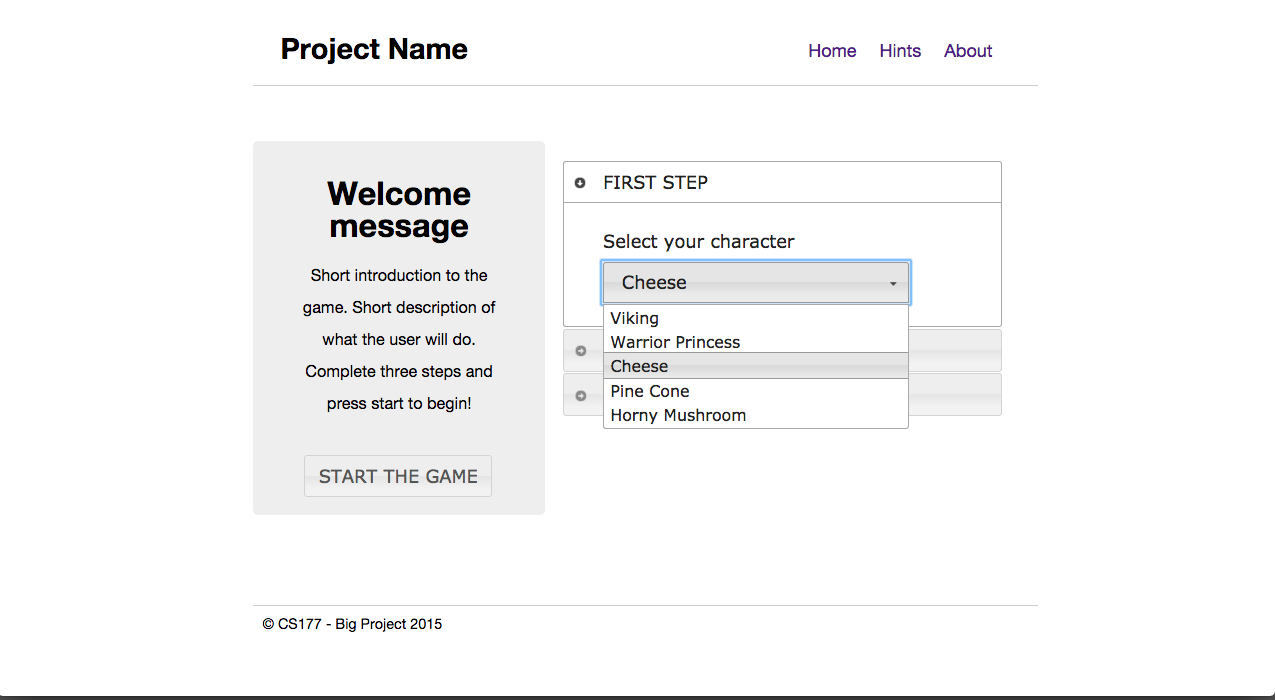 Project Name
Home Hints About
Welcome
message
Short introduction to the
game. Short description of
what the user will do.
Complete three steps and
press start to begin!
START THE GAME
FIRST STEP
Select your character
Cheese
Viking
Warrior Princess
Cheese
Pine Cone
Horny Mushroom
© CS177 - Big Project 2015